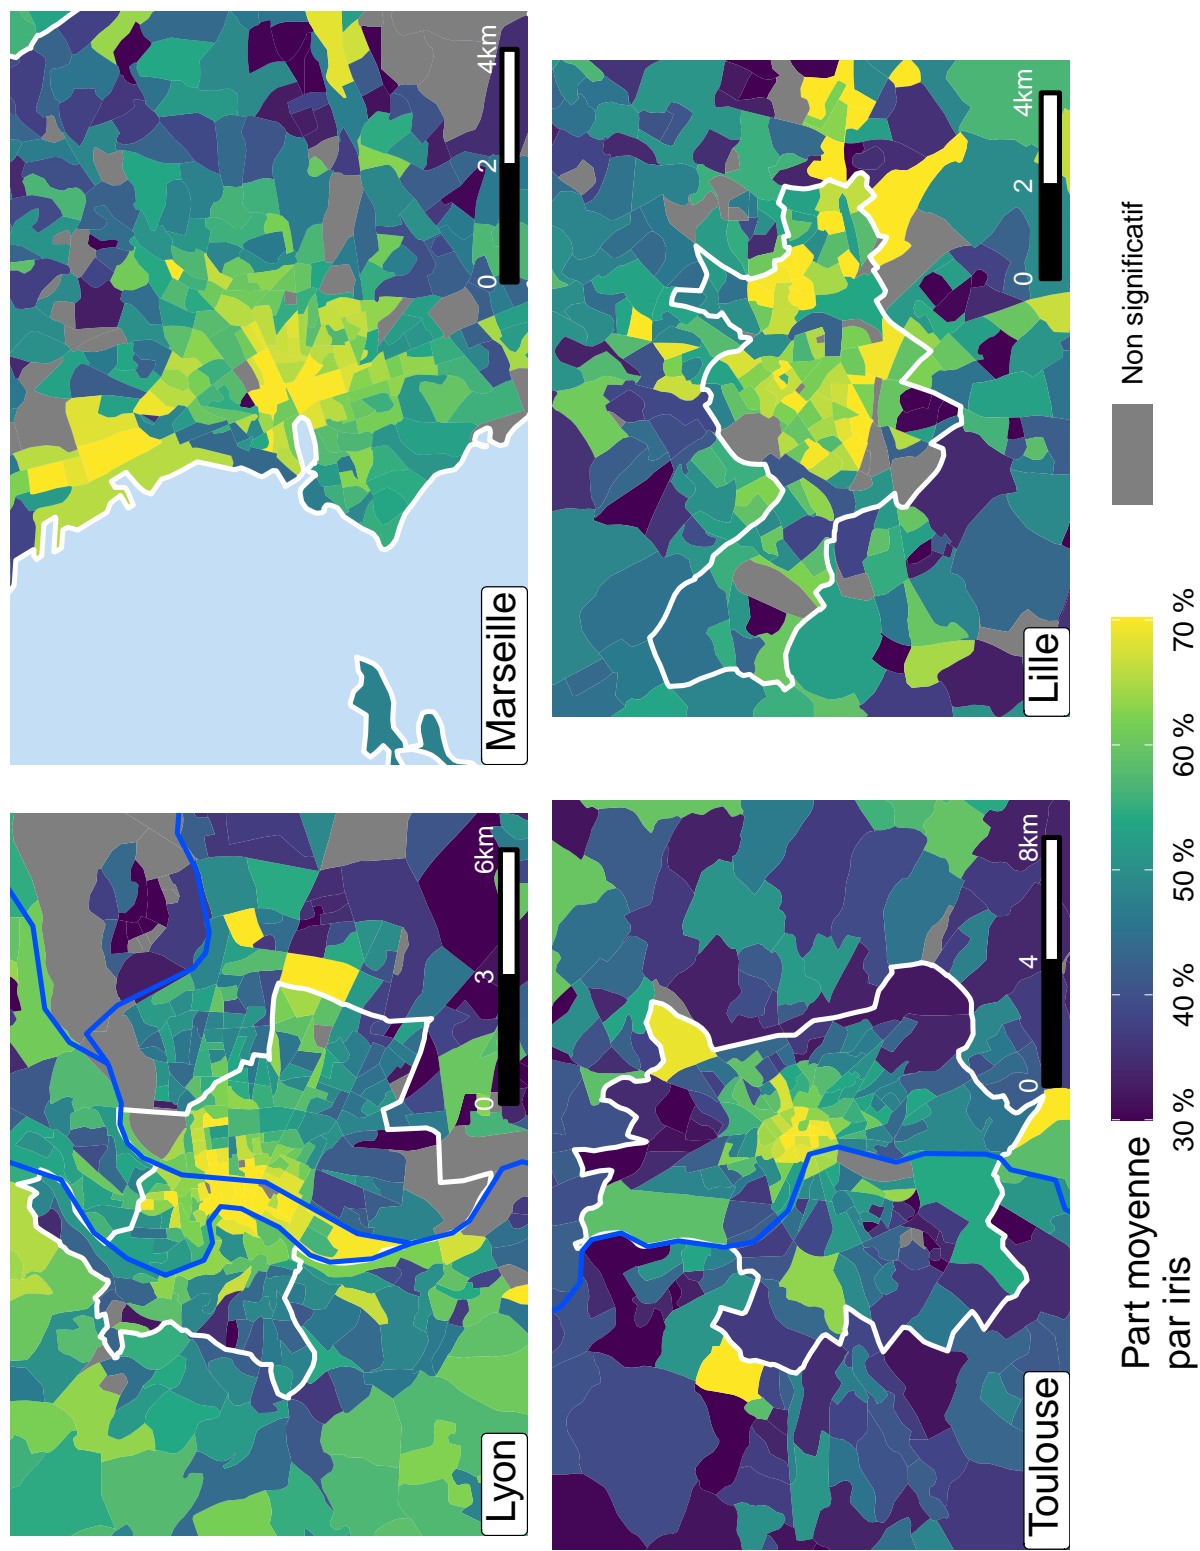 Lyon
0 3 6km
Marseille
0 2 4km
Toulouse
0 4 8km
Lille
0 2 4km
Part moyenne
par iris
30 % 40 % 50 % 60 % 70 %
Non significatif